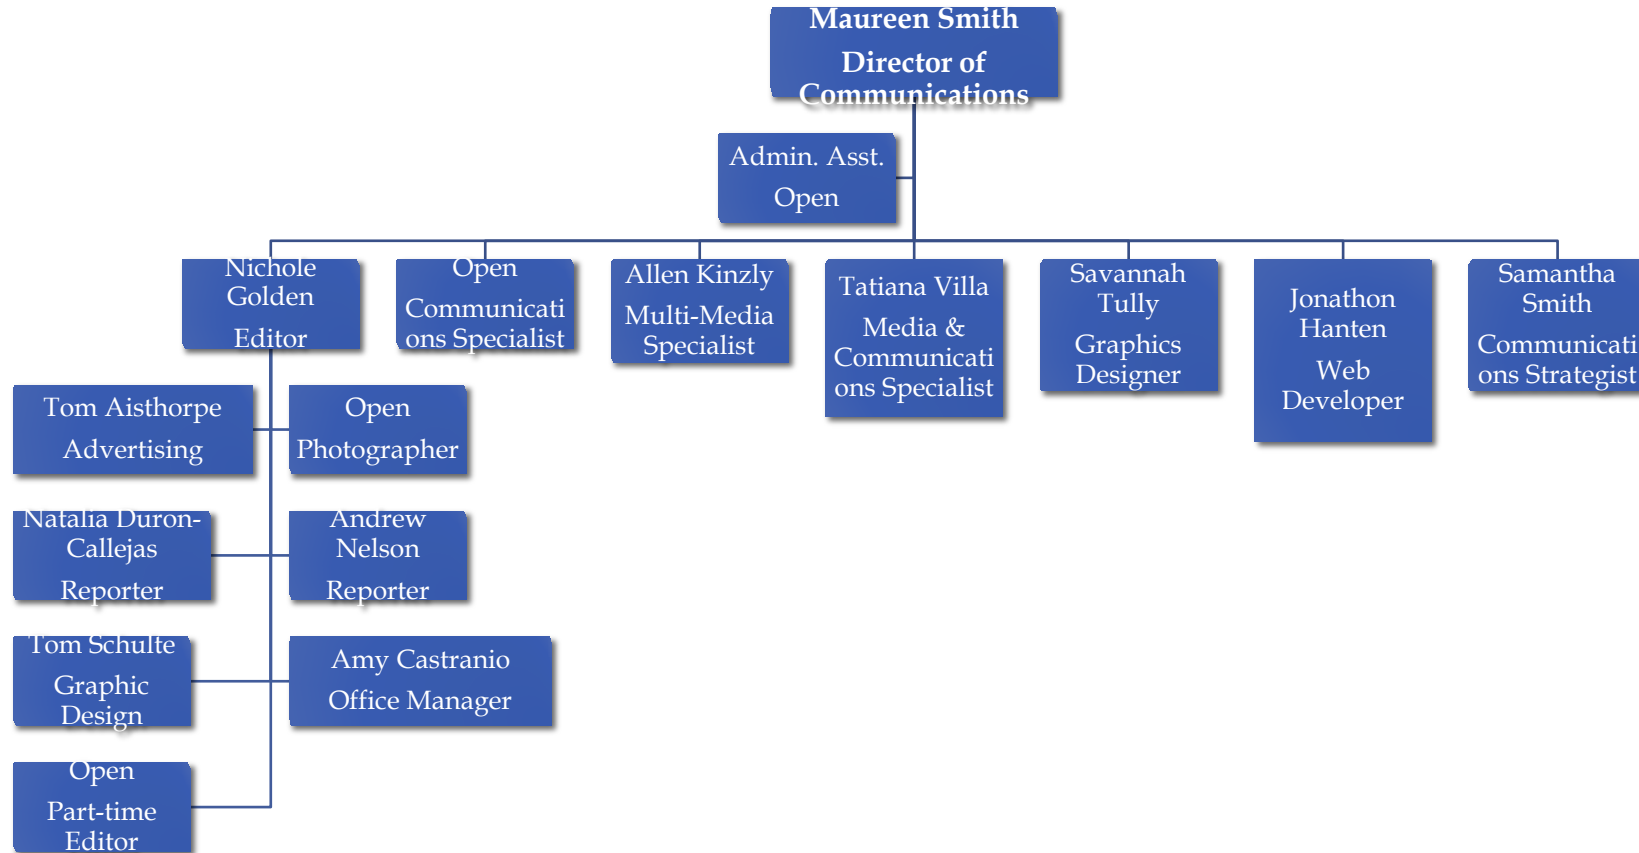 Maureen Smith
Director of
Communications
Admin. Asst.
Open
Nichole
Golden
Editor
Open
Communicati
ons Specialist
Allen Kinzly
Multi-Media
Specialist
Tatiana Villa
Media &
Communicati
ons Specialist
Savannah
Tully
Graphics
Designer
Jonathon
Hanten
Web
Developer
Samantha
Smith
Communicati
ons Strategist
Tom Aisthorpe
Advertising
Open
Photographer
Natalia Duron-
Callejas
Reporter
Andrew
Nelson
Reporter
Tom Schulte
Graphic
Design
Amy Castranio
Office Manager
Open
Part-time
Editor